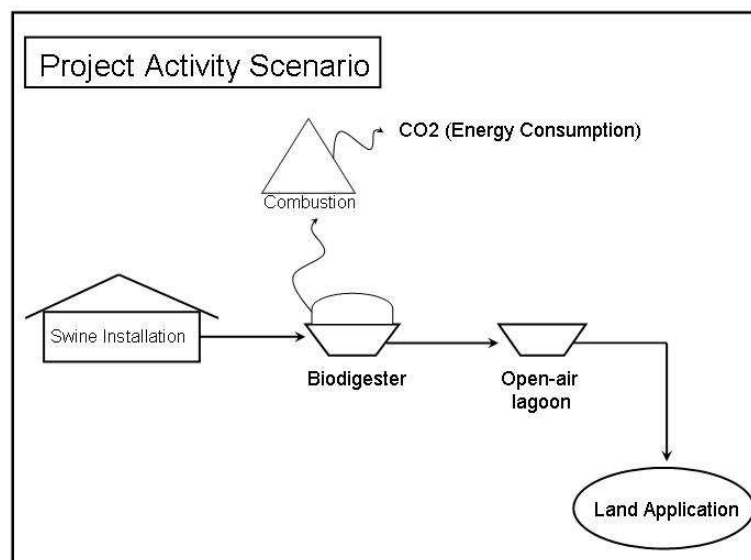 Project Activity Scenario
CO2 (Energy Consumption)
Combustion
Swine Installation
Biodigester
Open-air
lagoon
Land Application